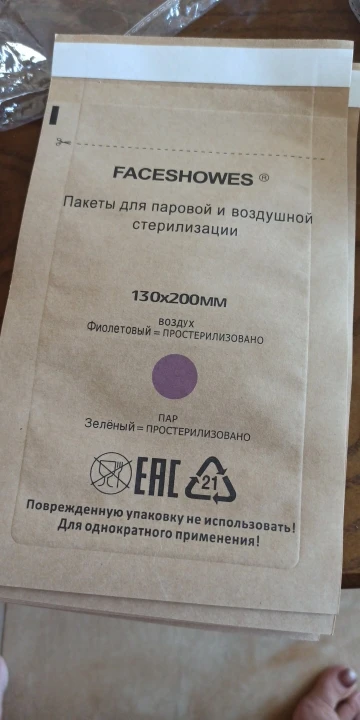 FACESHOWES ®
Пакеты для паровой и воздушной
стерилизации
130x200MM
ВОЗДУХ
Фиолетовый = ПРОСТЕРИЛИЗОВАНО
ПАР
Зелёный = ПРОСТЕРИЛИЗОВАНО
EAC 21
Поврежденную упаковку не использовать!
Для однократного применения!